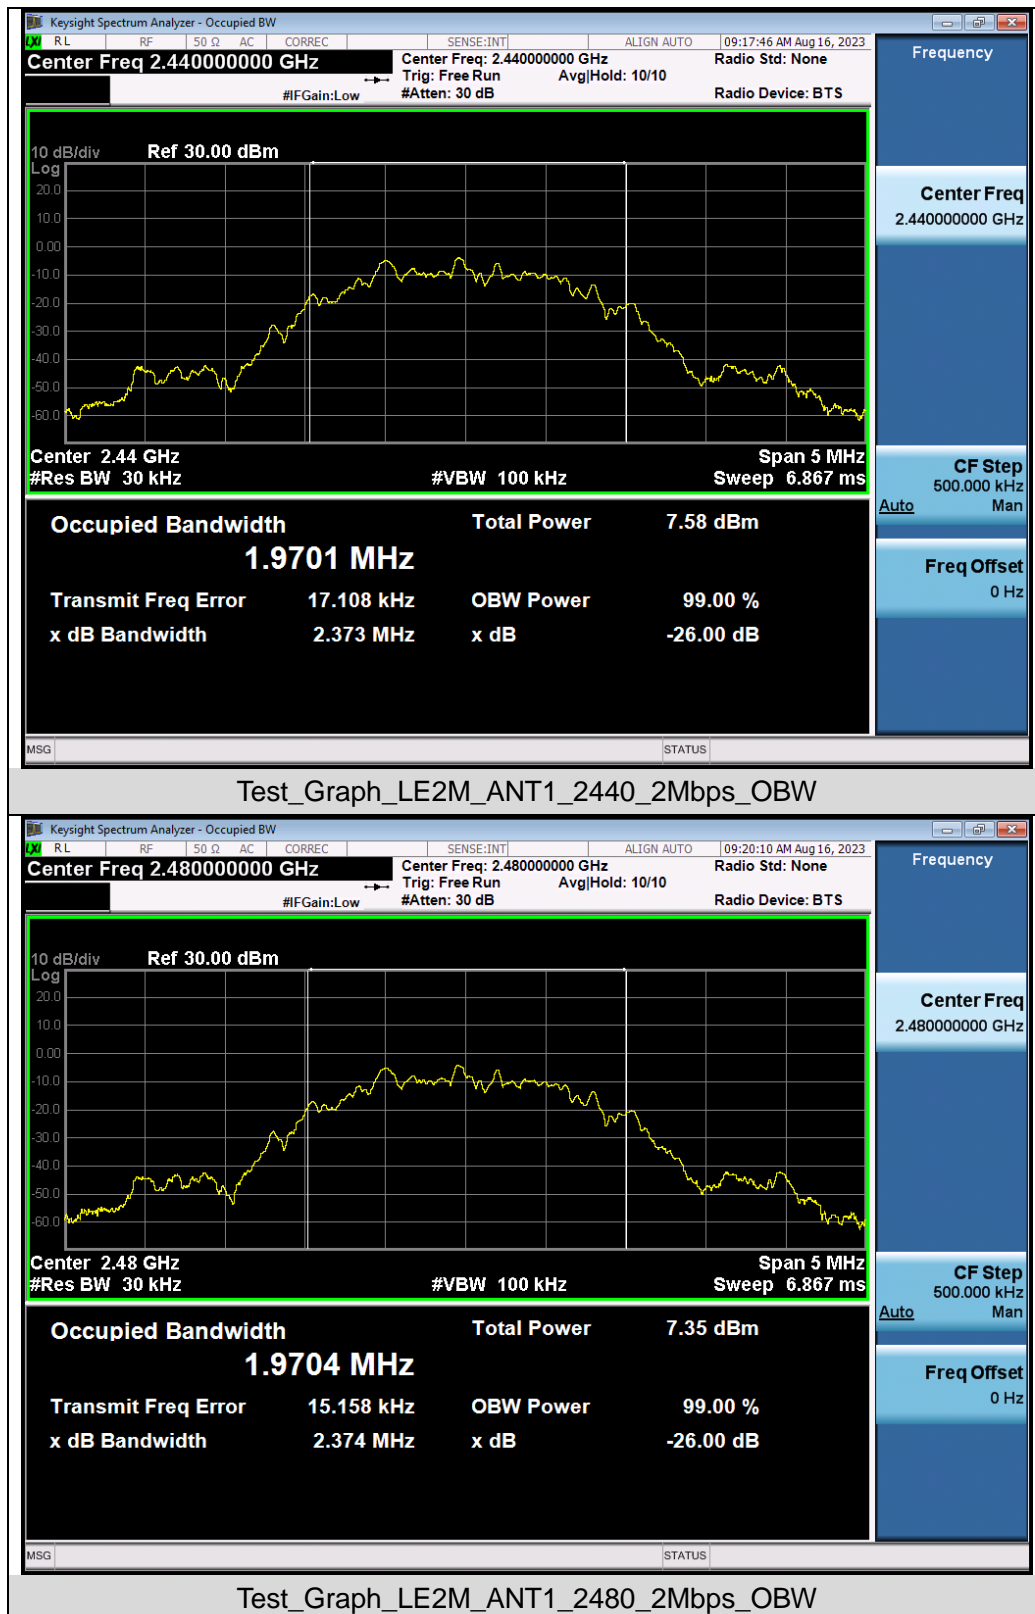 Keysight Spectrum Analyzer - Occupied BW
LXI RL RF 50 Ω AC CORREC SENSE:INT ALIGN AUTO 09:17:46 AM Aug 16, 2023
Center Freq 2.440000000 GHz Center Freq: 2.440000000 GHz Radio Std: None Frequency
Trig: Free Run Avg|Hold: 10/10
#IFGain:Low #Atten: 30 dB Radio Device: BTS
10 dB/div Ref 30.00 dBm
Log
20.0
10.0
0.00
-10.0
-20.0
-30.0
-40.0
-50.0
-60.0
Center Freq
2.440000000 GHz
Center 2.44 GHz Span 5 MHz
#Res BW 30 kHz #VBW 100 kHz Sweep 6.867 ms
CF Step
500.000 kHz
Auto Man
Occupied Bandwidth Total Power 7.58 dBm
1.9701 MHz
Freq Offset
0 Hz
Transmit Freq Error 17.108 kHz OBW Power 99.00 %
x dB Bandwidth 2.373 MHz x dB -26.00 dB
MSG STATUS
Test_Graph_LE2M_ANT1_2440_2Mbps_OBW
Keysight Spectrum Analyzer - Occupied BW
LXI RL RF 50 Ω AC CORREC SENSE:INT ALIGN AUTO 09:20:10 AM Aug 16, 2023
Center Freq 2.480000000 GHz Center Freq: 2.480000000 GHz Radio Std: None Frequency
Trig: Free Run Avg|Hold: 10/10
#IFGain:Low #Atten: 30 dB Radio Device: BTS
10 dB/div Ref 30.00 dBm
Log
20.0
10.0
0.00
-10.0
-20.0
-30.0
-40.0
-50.0
-60.0
Center Freq
2.480000000 GHz
Center 2.48 GHz Span 5 MHz
#Res BW 30 kHz #VBW 100 kHz Sweep 6.867 ms
CF Step
500.000 kHz
Auto Man
Occupied Bandwidth Total Power 7.35 dBm
1.9704 MHz
Freq Offset
0 Hz
Transmit Freq Error 15.158 kHz OBW Power 99.00 %
x dB Bandwidth 2.374 MHz x dB -26.00 dB
MSG STATUS
Test_Graph_LE2M_ANT1_2480_2Mbps_OBW